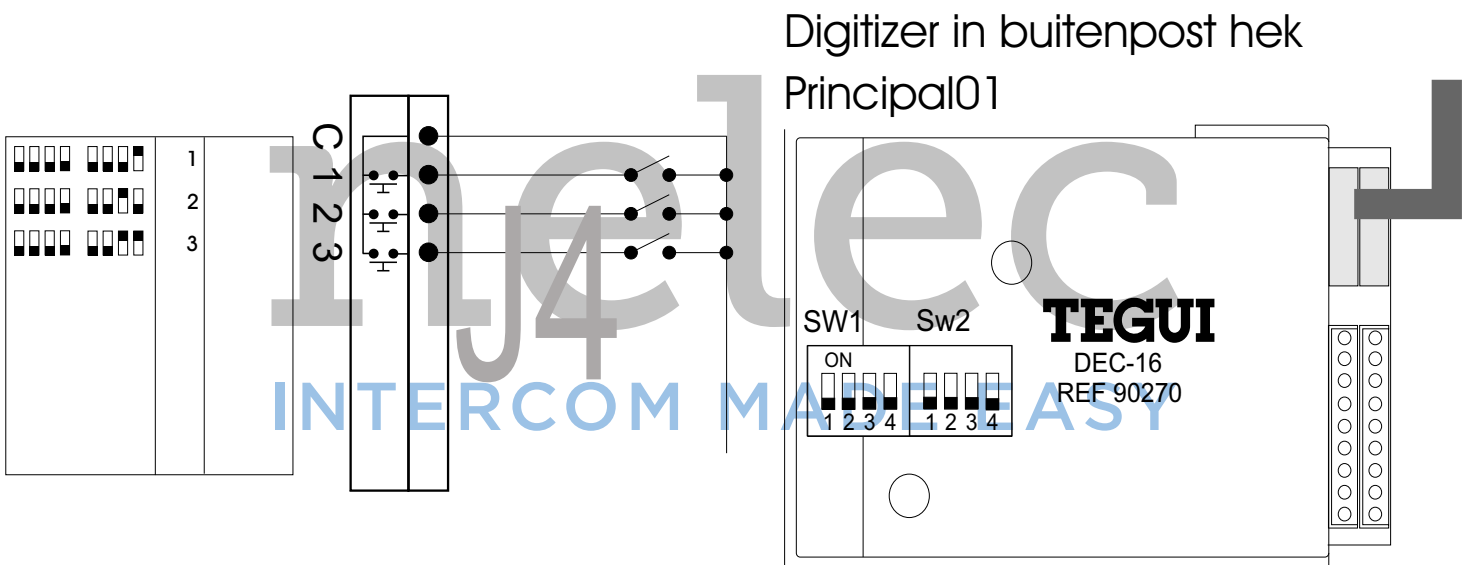 Digitizer in buitenpost hek
Principal01
1
2
3
C
1
2
3
J4
nelec
INTERCOM MADE EASY
SW1 Sw2
ON
1 2 3 4 1 2 3 4
TEGUI
DEC-16
REF 90270